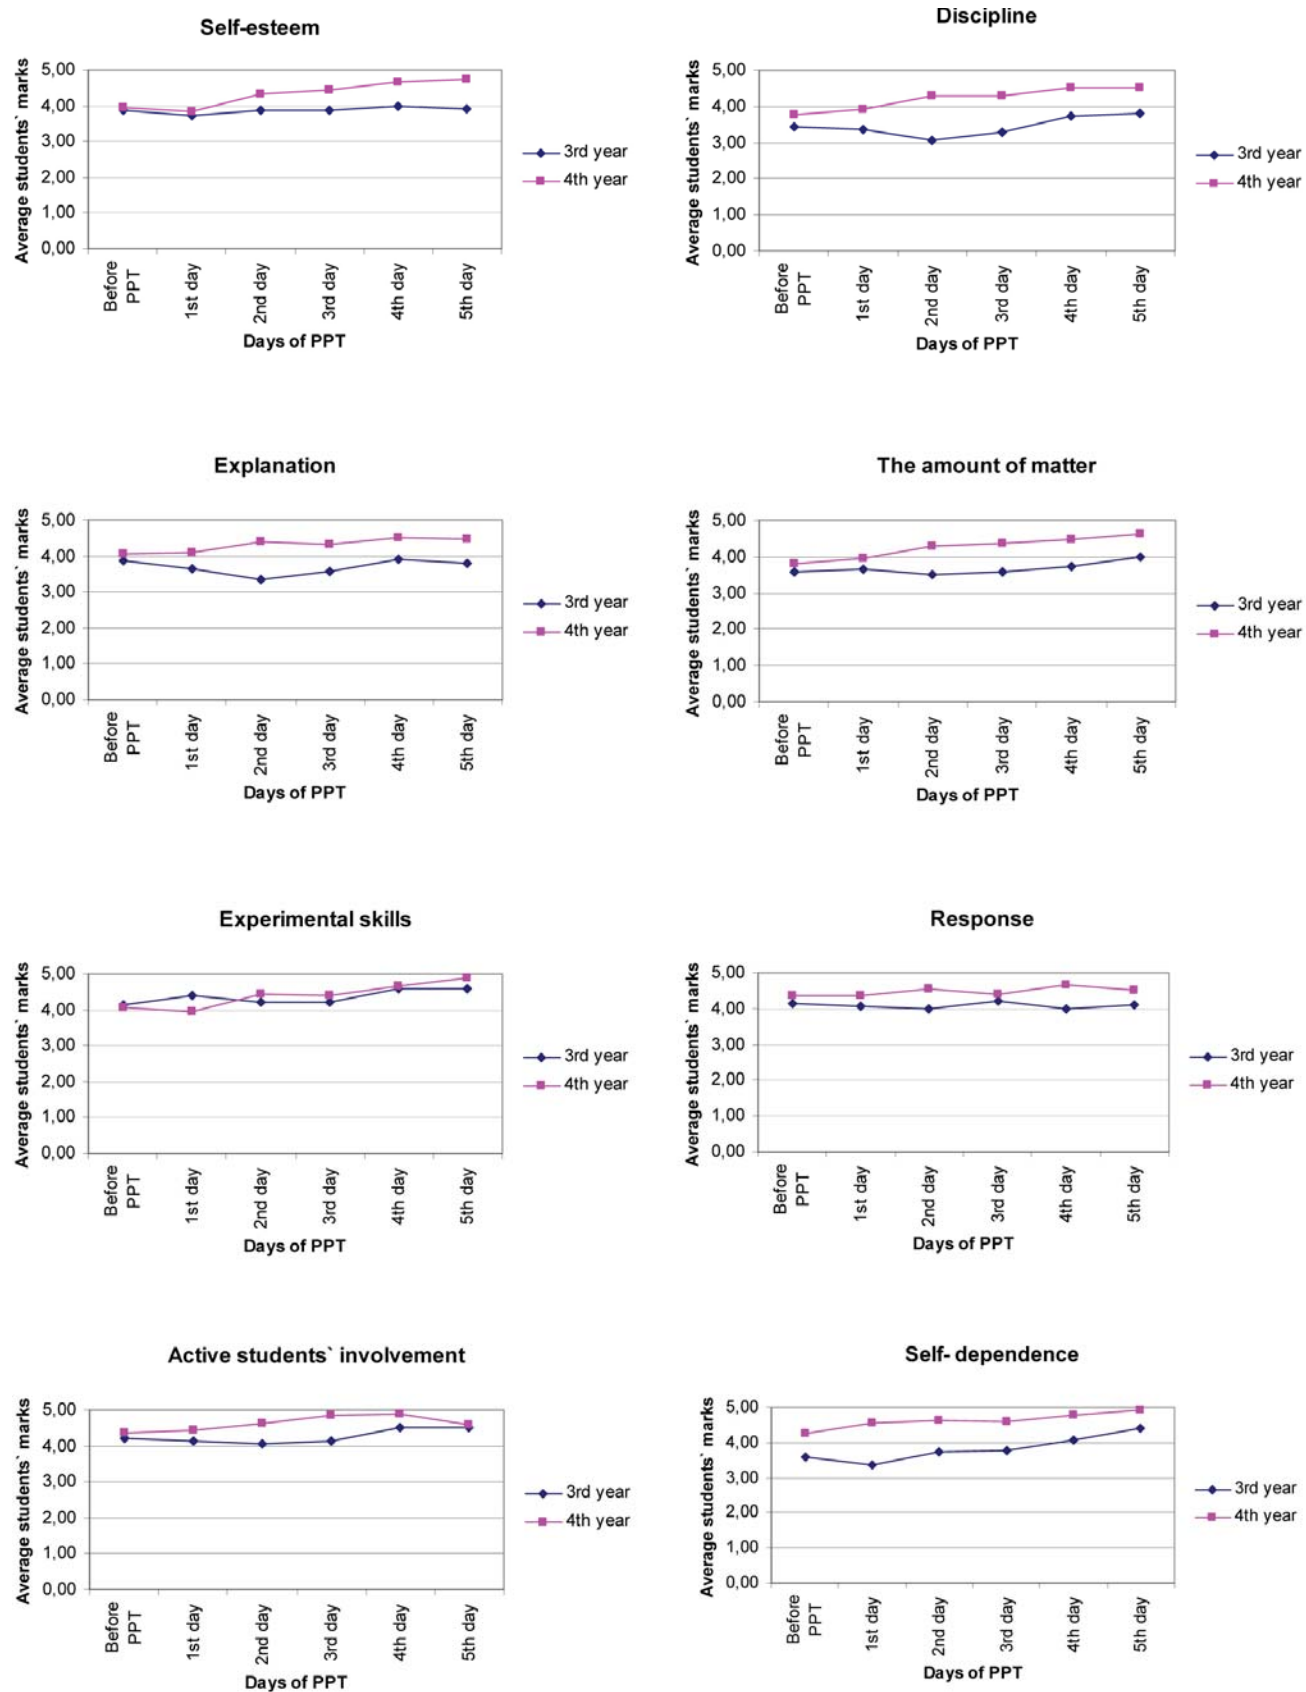 Self-esteem
Average students` marks
5,00
4,00
3,00
2,00
1,00
0,00
Before PPT
1st day
2nd day
3rd day
4th day
5th day
Days of PPT
3rd year
4th year
Discipline
Average students` marks
5,00
4,00
3,00
2,00
1,00
0,00
Before PPT
1st day
2nd day
3rd day
4th day
5th day
Days of PPT
3rd year
4th year
Explanation
Average students` marks
5,00
4,00
3,00
2,00
1,00
0,00
Before PPT
1st day
2nd day
3rd day
4th day
5th day
Days of PPT
3rd year
4th year
The amount of matter
Average students` marks
5,00
4,00
3,00
2,00
1,00
0,00
Before PPT
1st day
2nd day
3rd day
4th day
5th day
Days of PPT
3rd year
4th year
Experimental skills
Average students` marks
5,00
4,00
3,00
2,00
1,00
0,00
Before PPT
1st day
2nd day
3rd day
4th day
5th day
Days of PPT
3rd year
4th year
Response
Average students` marks
5,00
4,00
3,00
2,00
1,00
0,00
Before PPT
1st day
2nd day
3rd day
4th day
5th day
Days of PPT
3rd year
4th year
Active students` involvement
Average students` marks
5,00
4,00
3,00
2,00
1,00
0,00
Before PPT
1st day
2nd day
3rd day
4th day
5th day
Days of PPT
3rd year
4th year
Self- dependence
Average students` marks
5,00
4,00
3,00
2,00
1,00
0,00
Before PPT
1st day
2nd day
3rd day
4th day
5th day
Days of PPT
3rd year
4th year